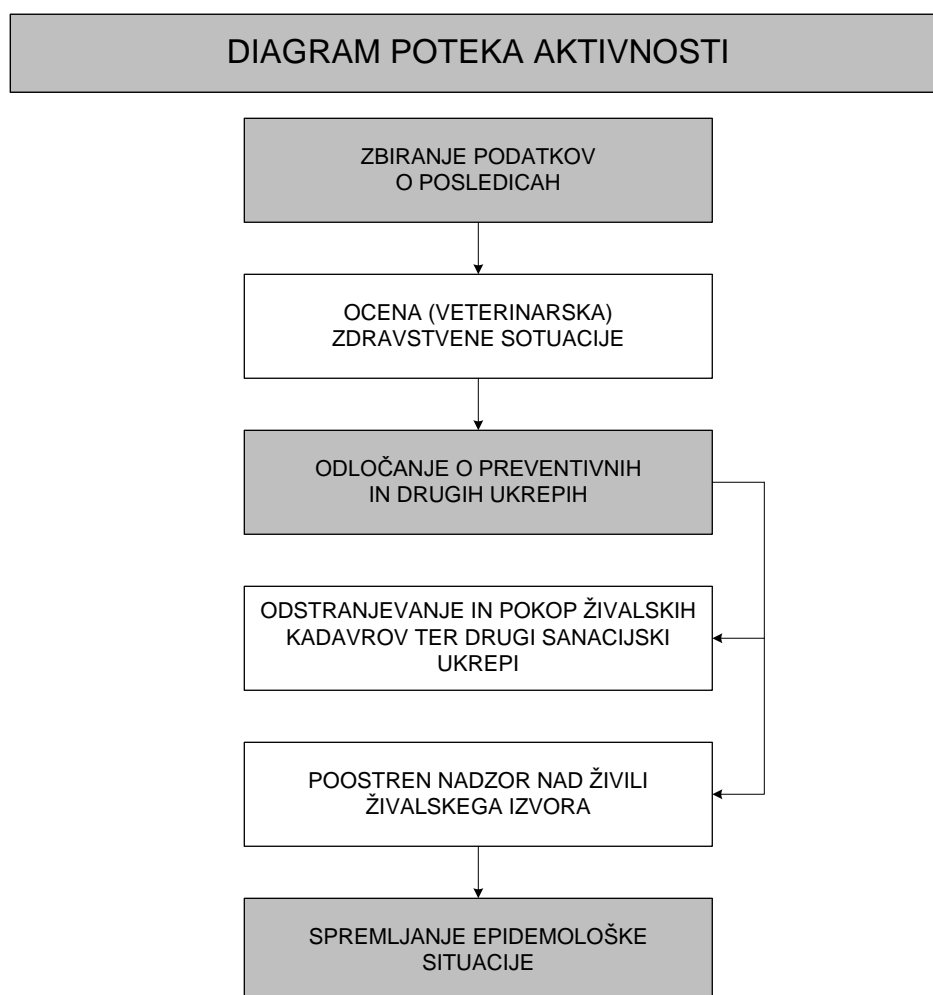 DIAGRAM POTEKA AKTIVNOSTI
ZBIRANJE PODATKOV
O POSLEDICAH
OCENA (VETERINARSKA)
ZDRAVSTVENE SOTUACIJE
ODLOČANJE O PREVENTIVNIH
IN DRUGIH UKREPIH
ODSTRANJEVANJE IN POKOP ŽIVALSKIH
KADAVROV TER DRUGI SANACIJSKI
UKREPI
POOSTREN NADZOR NAD ŽIVILI
ŽIVALSKEGA IZVORA
SPREMLJANJE EPIDEMOLOŠKE
SITUACIJE